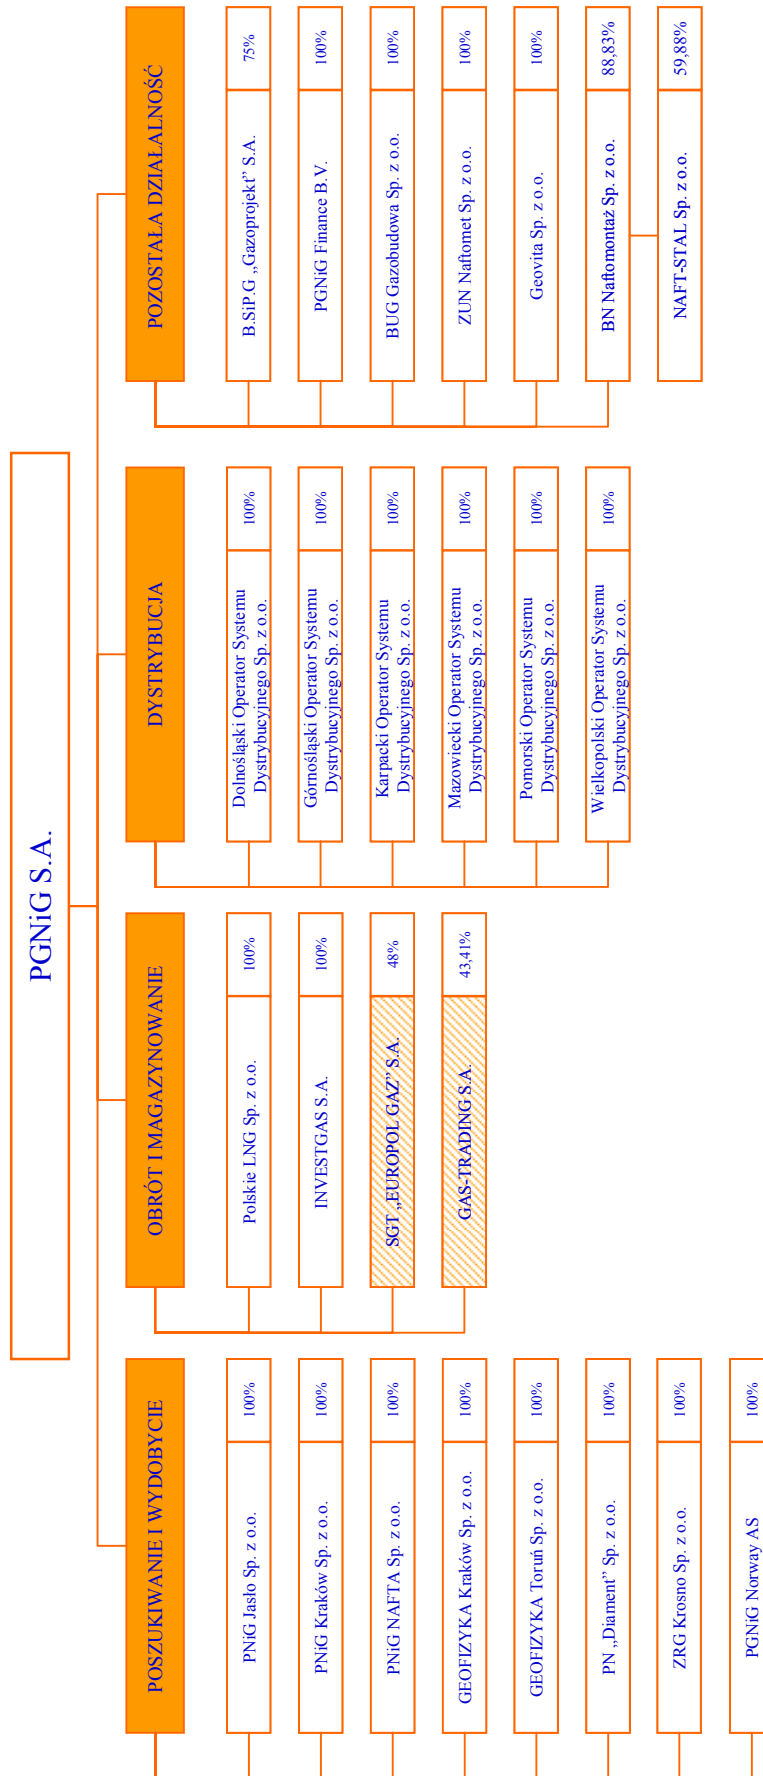 PGNiG S.A.
POSZUKIWANIE I WYDOBYCIE
PNiG Jasło Sp. z o.o.
100%
PNiG Kraków Sp. z o.o.
100%
PNiG NAFTA Sp. z o.o.
100%
GEOFIZYKA Kraków Sp. z o.o.
100%
GEOFIZYKA Toruń Sp. z o.o.
100%
PN „Diament” Sp. z o.o.
100%
ZRG Krosno Sp. z o.o.
100%
PGNiG Norway AS
100%
OBRÓT I MAGAZYNOWANIE
Polskie LNG Sp. z o.o.
100%
INVESTGAS S.A.
100%
SGT „EUROPOL GAZ” S.A.
48%
GAS-TRADING S.A.
43,41%
DYSTRYBUCJA
Dolnośląski Operator Systemu
Dystrybucyjnego Sp. z o.o.
100%
Górnośląski Operator Systemu
Dystrybucyjnego Sp. z o.o.
100%
Karpacki Operator Systemu
Dystrybucyjnego Sp. z o.o.
100%
Mazowiecki Operator Systemu
Dystrybucyjnego Sp. z o.o.
100%
Pomorski Operator Systemu
Dystrybucyjnego Sp. z o.o.
100%
Wielkopolski Operator Systemu
Dystrybucyjnego Sp. z o.o.
100%
POZOSTAŁA DZIAŁALNOŚĆ
B.SiP.G „Gazoprojekt” S.A.
75%
PGNiG Finance B.V.
100%
BUG Gazobudowa Sp. z o.o.
100%
ZUN Naftomet Sp. z o.o.
100%
Geovita Sp. z o.o.
100%
BN Naftomontaż Sp. z o.o.
88,83%
NAFT-STAL Sp. z o.o.
59,88%